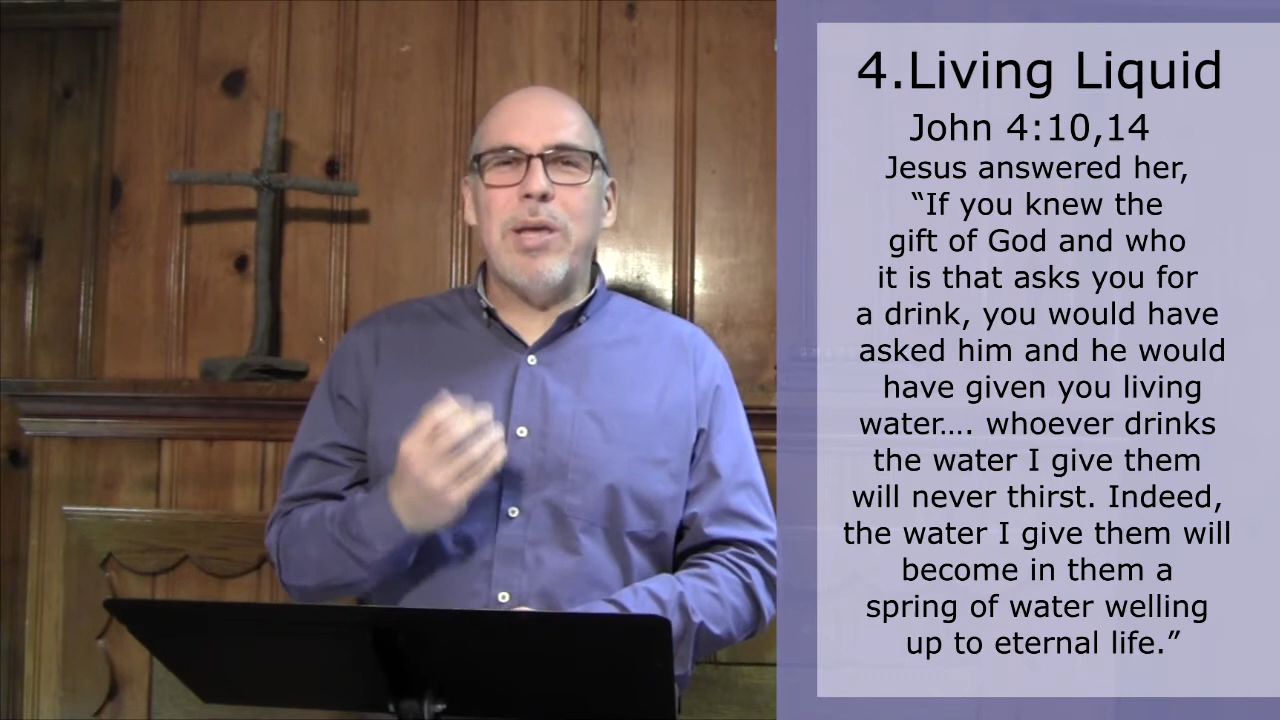 4.Living Liquid
John 4:10,14
Jesus answered her,
“If you knew the
gift of God and who
it is that asks you for
a drink, you would have
asked him and he would
have given you living
water…. whoever drinks
the water I give them
will never thirst. Indeed,
the water I give them will
become in them a
spring of water welling
up to eternal life.”